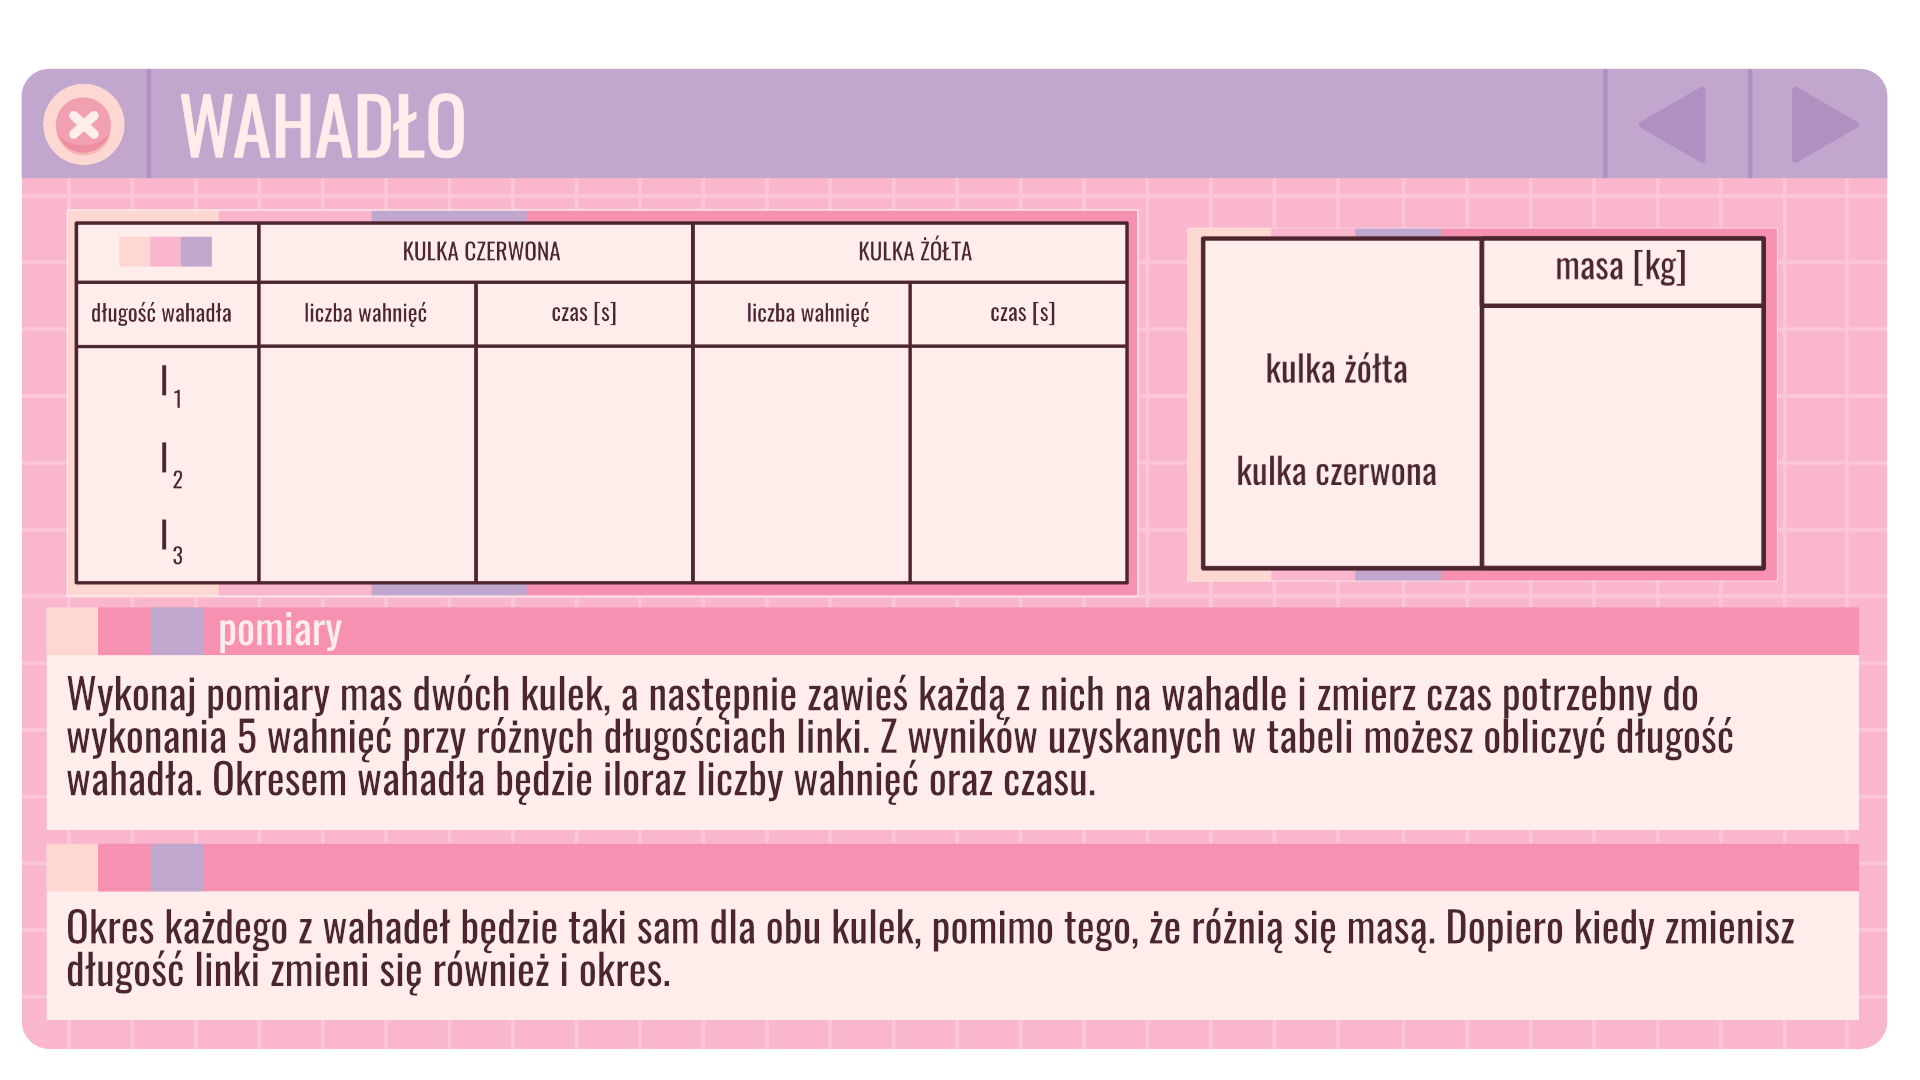 WAHADŁO
KULKA CZERWONA KULKA ŻÓŁTA
długość wahadła liczba wahnięć czas [s] liczba wahnięć czas [s]
l1
l2
l3
masa [kg]
kulka żółta
kulka czerwona
pomiary
Wykonaj pomiary mas dwóch kulek, a następnie zawieś każdą z nich na wahadle i zmierz czas potrzebny do
wykonania 5 wahnięć przy różnych długościach linki. Z wyników uzyskanych w tabeli możesz obliczyć długość
wahadła. Okresem wahadła będzie iloraz liczby wahnięć oraz czasu.
Okres każdego z wahadeł będzie taki sam dla obu kulek, pomimo tego, że różnią się masą. Dopiero kiedy zmienisz
długość linki zmieni się również i okres.